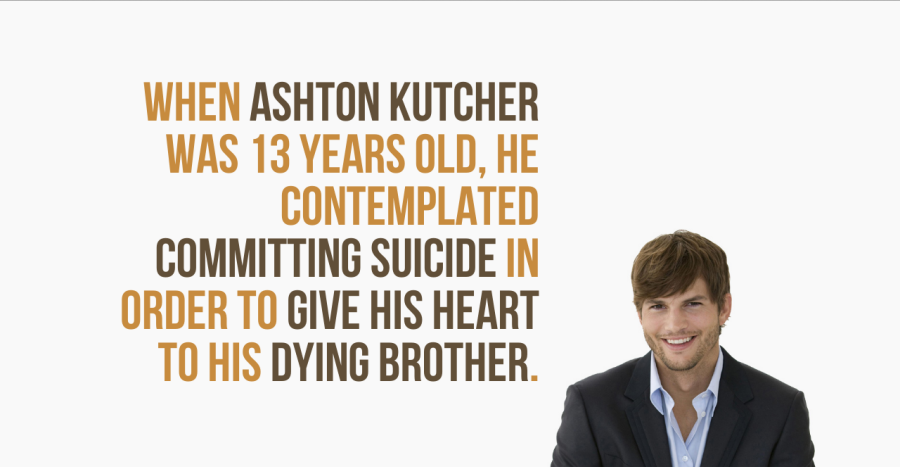 WHEN ASHTON KUTCHER
WAS 13 YEARS OLD, HE
CONTEMPLATED
COMMITTING SUICIDE IN
ORDER TO GIVE HIS HEART
TO HIS DYING BROTHER.